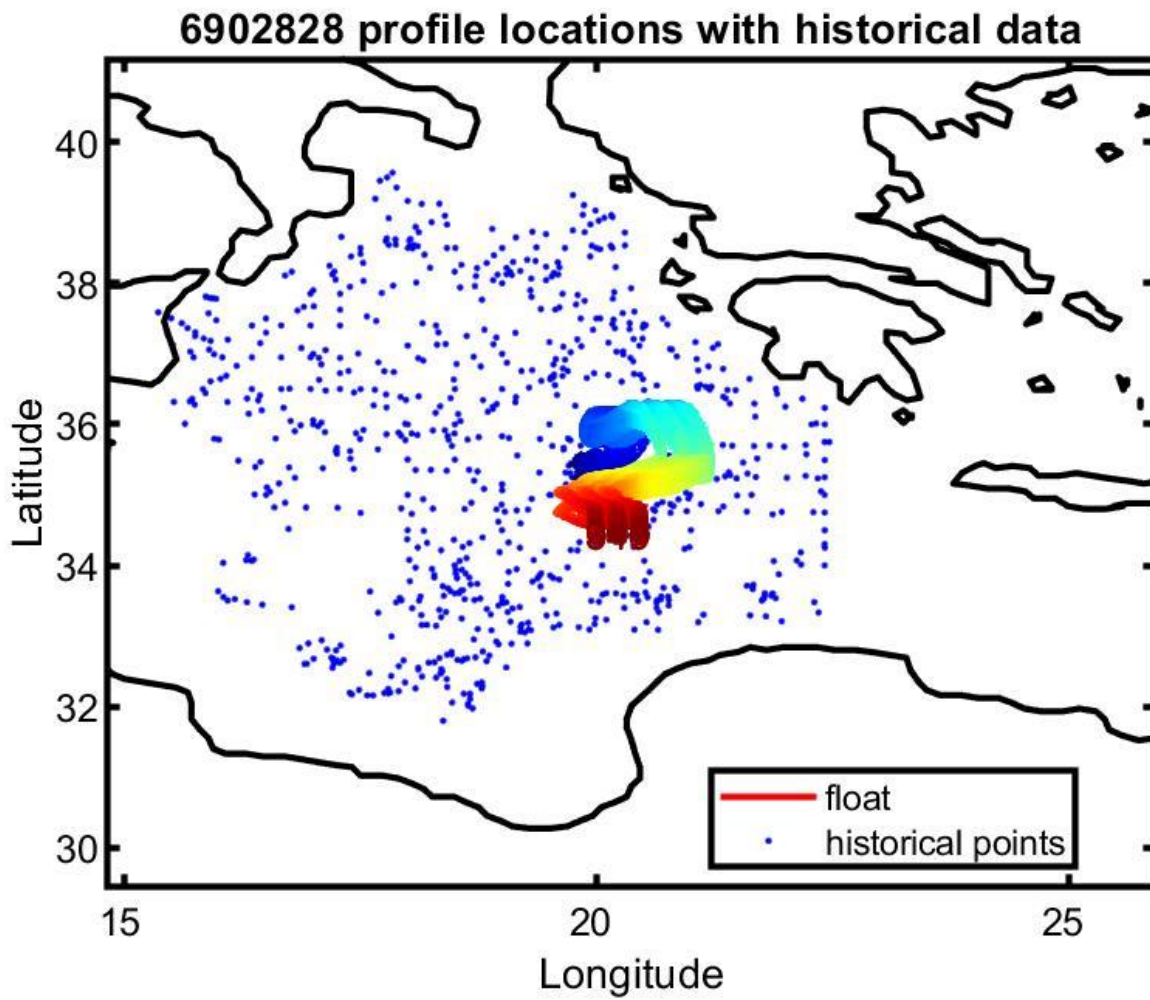 6902828 profile locations with historical data
40
38
36
34
32
30
Latitude
float
historical points
15
20
25
Longitude